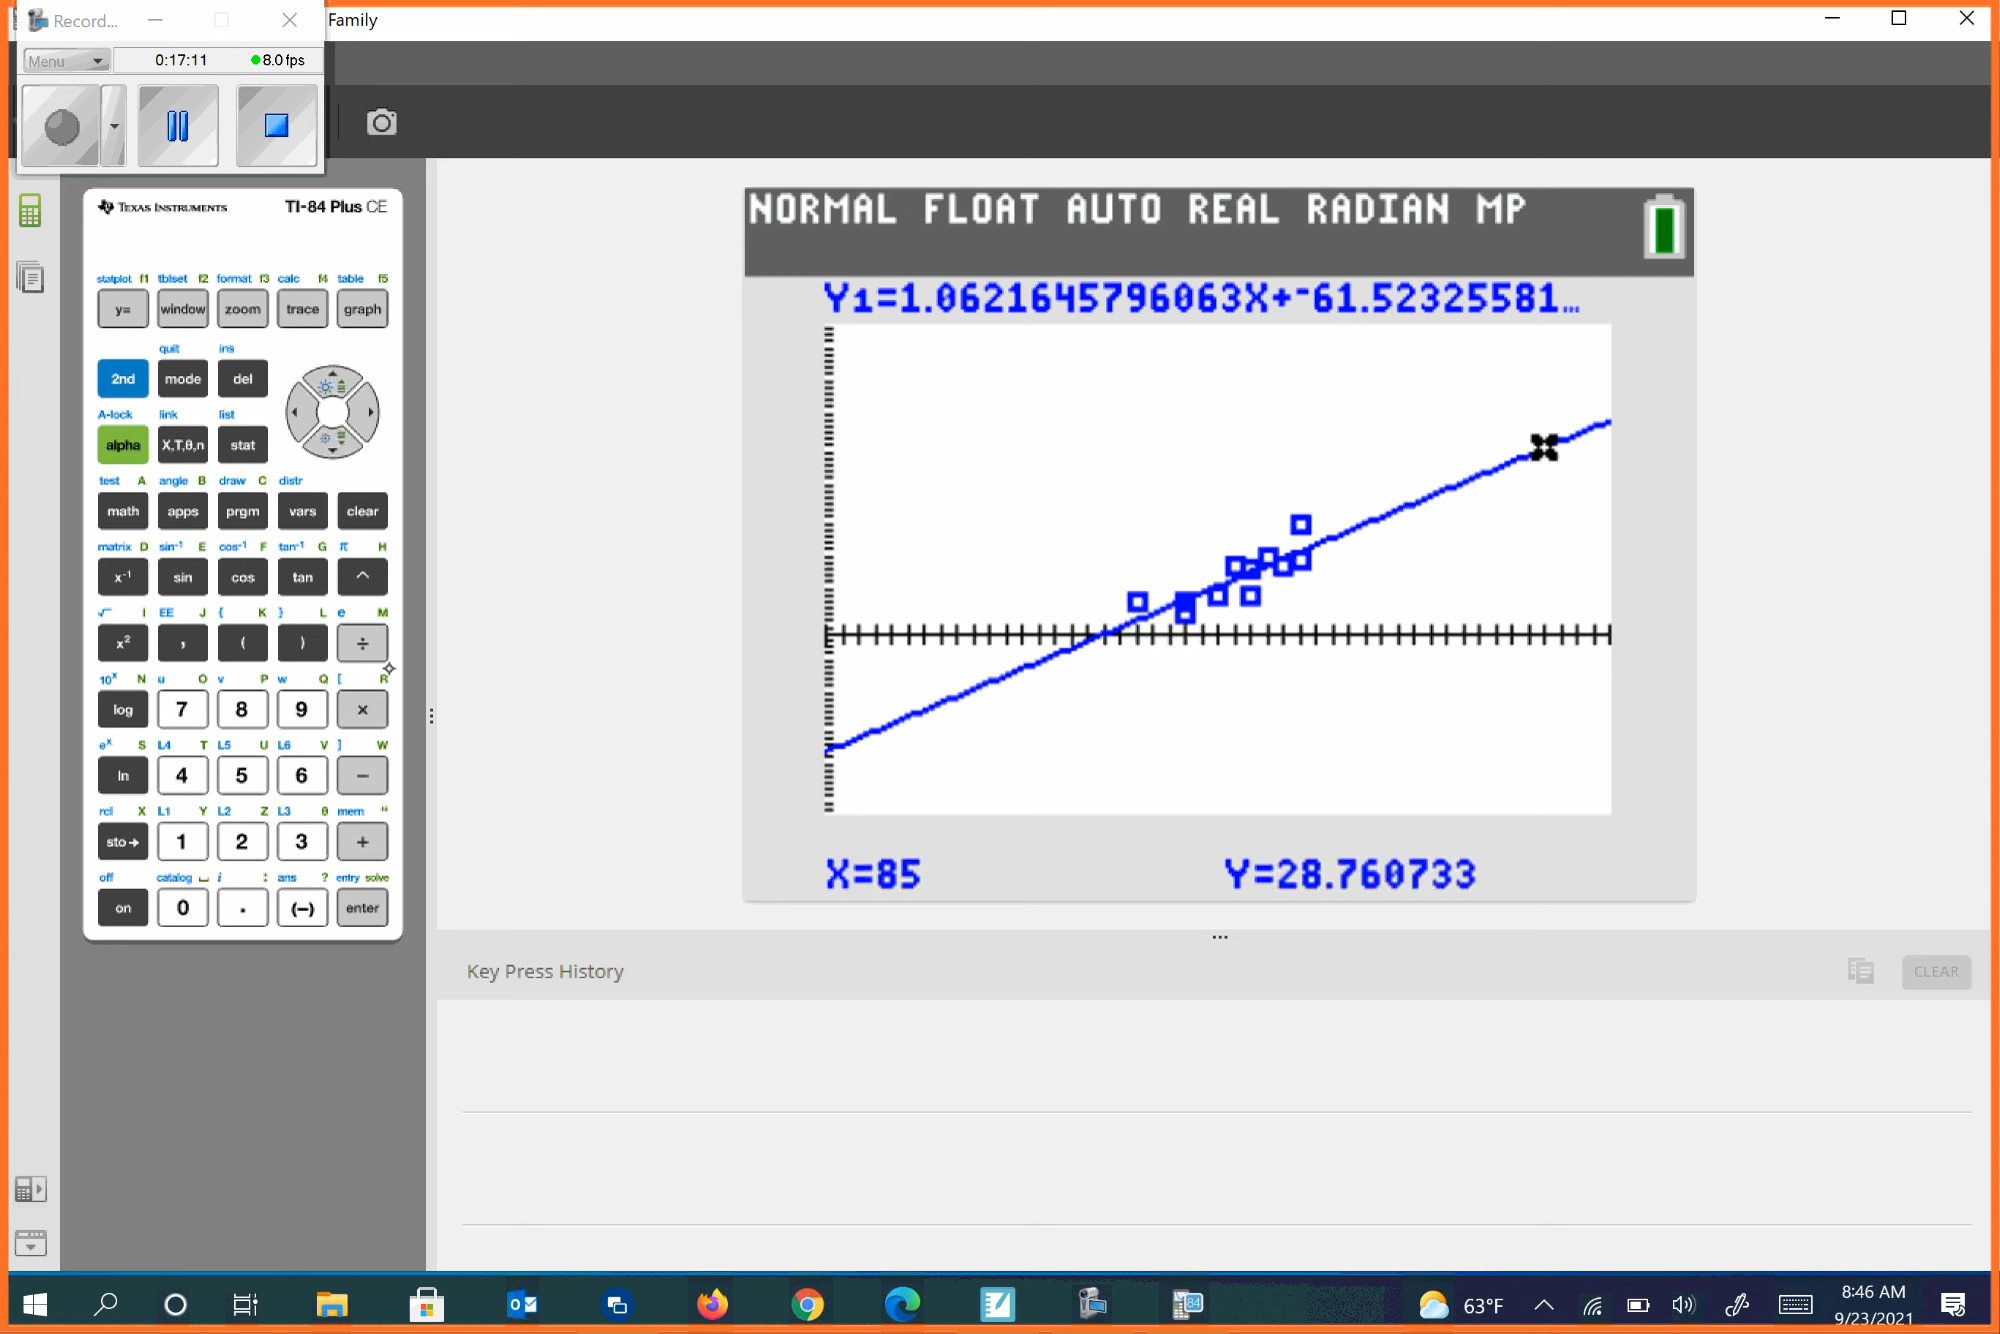 Record...
Family
Menu
0:17:11
8.0 fps
TEXAS INSTRUMENTS
TI-84 Plus CE
statplot f1 tblset f2 format f3 calc f4 table f5
y= window zoom trace graph
quit ins
2nd mode del
A-lock link list
alpha X,T,θ,n stat
test A angle B draw C distr
math apps prgm vars clear
matrix D sin⁻¹ E cos⁻¹ F tan⁻¹ G π H
x⁻¹ sin cos tan ^
√ I EE J { K } L e M
x² , ( ) ÷
10ˣ N u O v P w Q [ R
log 7 8 9 ×
eˣ S L4 T L5 U L6 V ] W
ln 4 5 6 −
rcl X L1 Y L2 Z L3 θ mem "
sto→ 1 2 3 +
off catalog ⎵ i : ans ? entry solve
on 0 . (−) enter
NORMAL FLOAT AUTO REAL RADIAN MP
Y1=1.0621645796063X+⁻61.52325581…
X=85 Y=28.760733
Key Press History
CLEAR
84
63°F
8:46 AM
9/23/2021